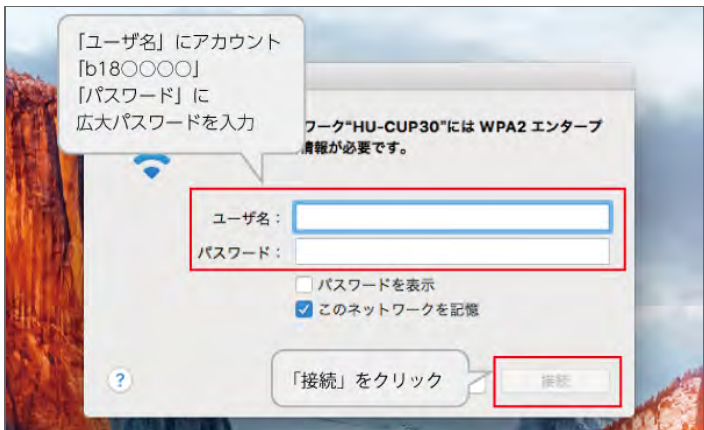 「ユーザ名」にアカウント
「b18○○○○」
「パスワード」に
広大パスワードを入力
ワーク“HU-CUP30”には WPA2 エンタープ
情報が必要です。
ユーザ名：
パスワード：
パスワードを表示
このネットワークを記憶
?
「接続」をクリック
接続